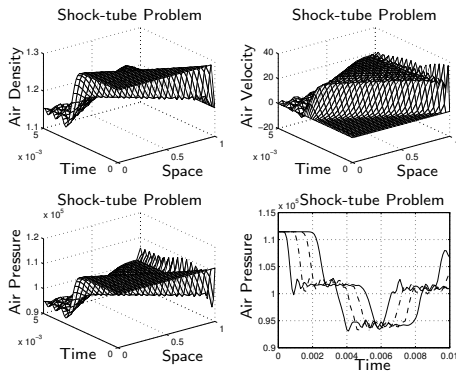 Shock-tube Problem
1.3
1.2
1.1
Air Density
5
x 10⁻³
Time
0
0
0.5
1
Space
Shock-tube Problem
40
20
0
−20
Air Velocity
5
x 10⁻³
Time
0
0
0.5
1
Space
Shock-tube Problem
x 10⁵
1.2
1.1
1
0.9
Air Pressure
5
x 10⁻³
Time
0
0
0.5
1
Space
Shock-tube Problem
x 10⁵
1.15
1.1
1.05
1
0.95
0.9
Air Pressure
0 0.002 0.004 0.006 0.008 0.01
Time